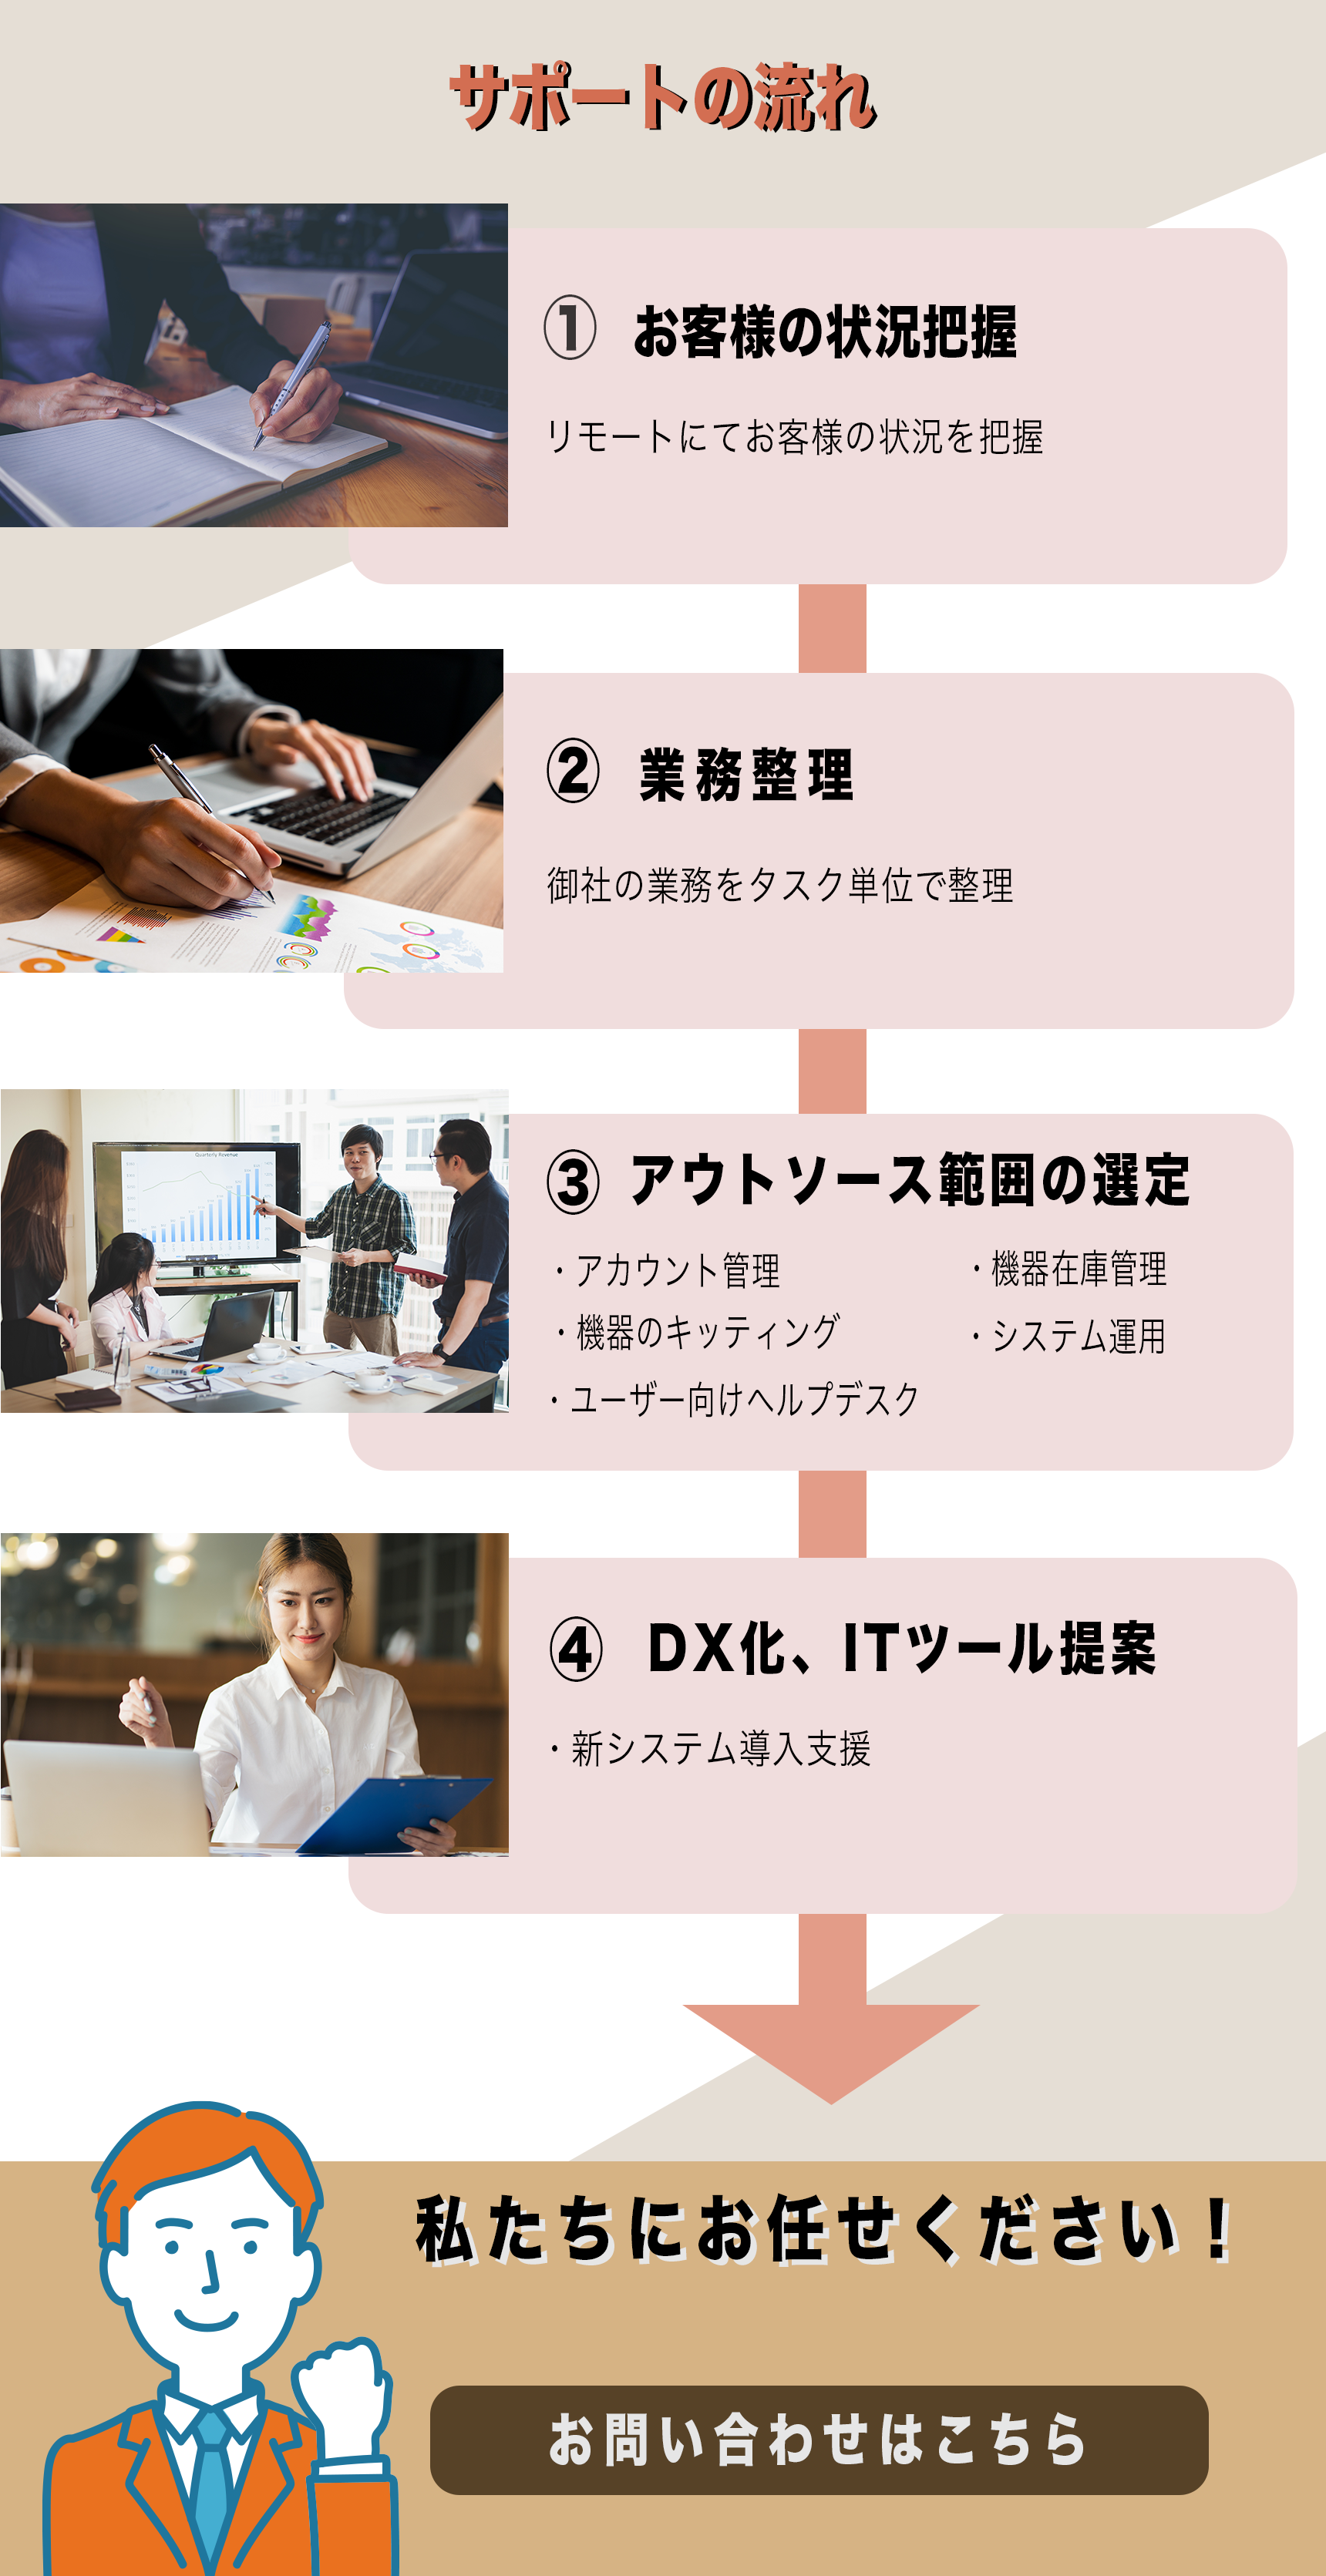 サポートの流れ
① お客様の状況把握
リモートにてお客様の状況を把握
② 業務整理
御社の業務をタスク単位で整理
Quarterly Revenue
③ アウトソース範囲の選定
・アカウント管理
・機器在庫管理
・機器のキッティング
・システム運用
・ユーザー向けヘルプデスク
④ DX化、ITツール提案
・新システム導入支援
私たちにお任せください！
お問い合わせはこちら